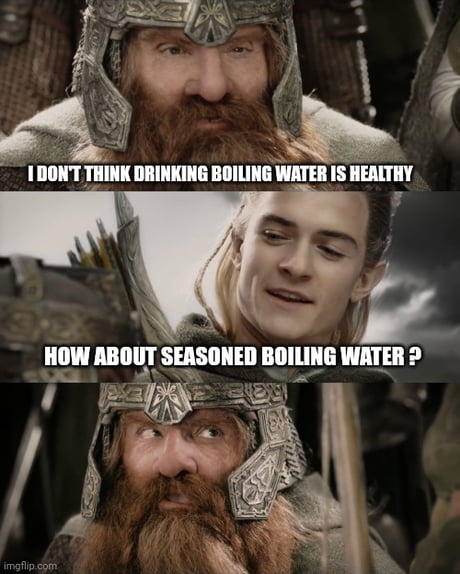 I DON'T THINK DRINKING BOILING WATER IS HEALTHY
HOW ABOUT SEASONED BOILING WATER ?
imgflip.com